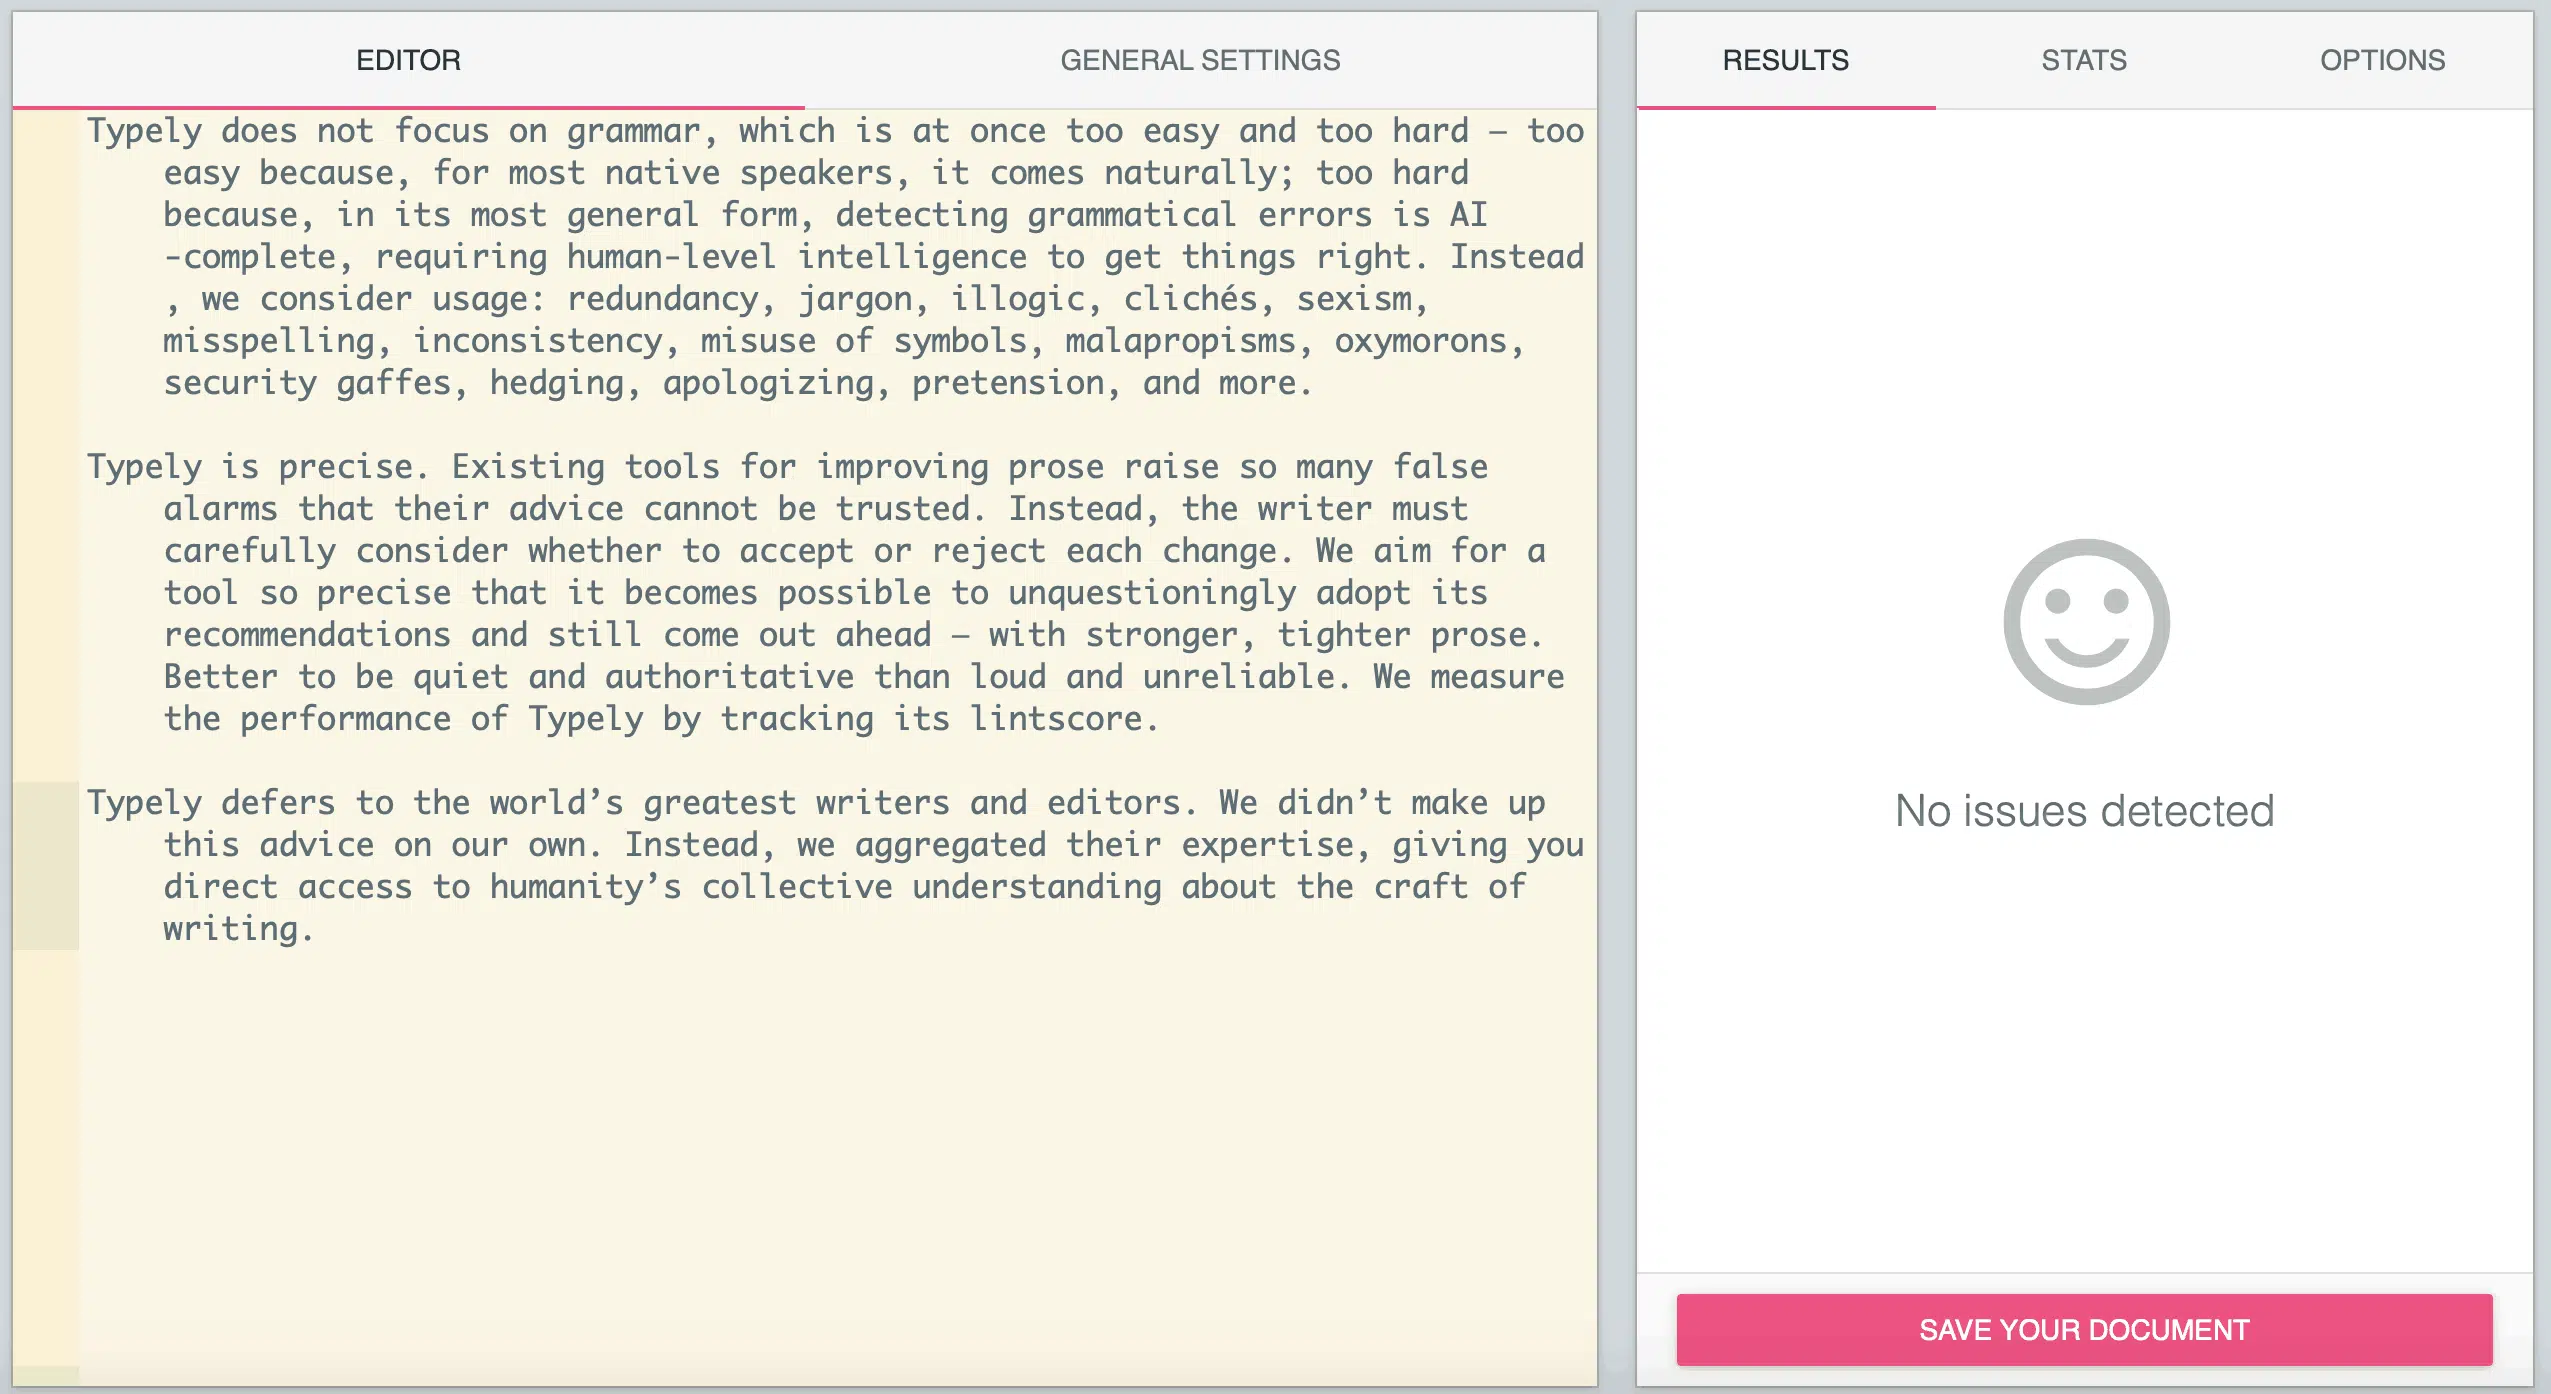 EDITOR
GENERAL SETTINGS
Typely does not focus on grammar, which is at once too easy and too hard — too
easy because, for most native speakers, it comes naturally; too hard
because, in its most general form, detecting grammatical errors is AI
-complete, requiring human-level intelligence to get things right. Instead
, we consider usage: redundancy, jargon, illogic, clichés, sexism,
misspelling, inconsistency, misuse of symbols, malapropisms, oxymorons,
security gaffes, hedging, apologizing, pretension, and more.
Typely is precise. Existing tools for improving prose raise so many false
alarms that their advice cannot be trusted. Instead, the writer must
carefully consider whether to accept or reject each change. We aim for a
tool so precise that it becomes possible to unquestioningly adopt its
recommendations and still come out ahead — with stronger, tighter prose.
Better to be quiet and authoritative than loud and unreliable. We measure
the performance of Typely by tracking its lintscore.
Typely defers to the world’s greatest writers and editors. We didn’t make up
this advice on our own. Instead, we aggregated their expertise, giving you
direct access to humanity’s collective understanding about the craft of
writing.
RESULTS
STATS
OPTIONS
No issues detected
SAVE YOUR DOCUMENT